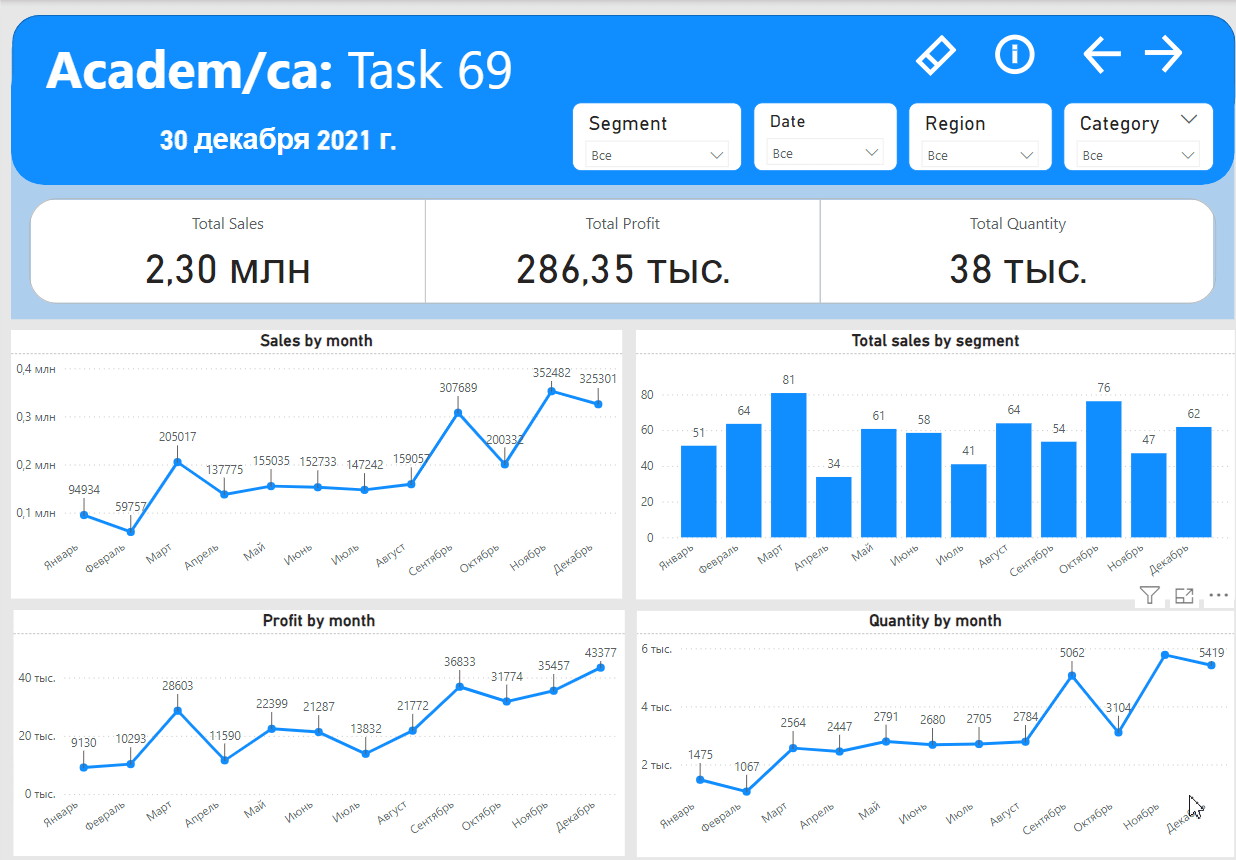 Academ/ca: Task 69
30 декабря 2021 г.
Segment
Все
Date
Все
Region
Все
Category
Все
Total Sales
2,30 млн
Total Profit
286,35 тыс.
Total Quantity
38 тыс.
Sales by month
0,4 млн
0,3 млн
0,2 млн
0,1 млн
94934
59757
205017
137775
155035
152733
147242
159057
307689
200332
352482
325301
Январь
Февраль
Март
Апрель
Май
Июнь
Июль
Август
Сентябрь
Октябрь
Ноябрь
Декабрь
Total sales by segment
80
60
40
20
0
51
64
81
34
61
58
41
64
54
76
47
62
Январь
Февраль
Март
Апрель
Май
Июнь
Июль
Август
Сентябрь
Октябрь
Ноябрь
Декабрь
Profit by month
40 тыс.
20 тыс.
0 тыс.
9130
10293
28603
11590
22399
21287
13832
21772
36833
31774
35457
43377
Январь
Февраль
Март
Апрель
Май
Июнь
Июль
Август
Сентябрь
Октябрь
Ноябрь
Декабрь
Quantity by month
6 тыс.
4 тыс.
2 тыс.
1475
1067
2564
2447
2791
2680
2705
2784
5062
3104
5419
Январь
Февраль
Март
Апрель
Май
Июнь
Июль
Август
Сентябрь
Октябрь
Ноябрь
Декабрь